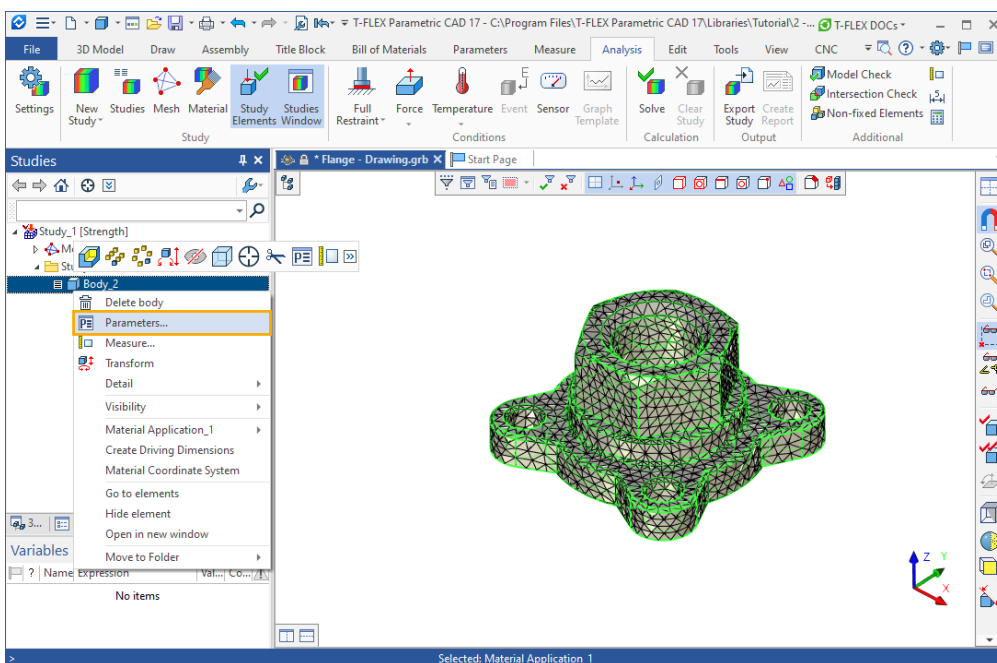 T-FLEX Parametric CAD 17 - C:\Program Files\T-FLEX Parametric CAD 17\Libraries\Tutorial\2 -...
T-FLEX DOCs
File 3D Model Draw Assembly Title Block Bill of Materials Parameters Measure Analysis Edit Tools View CNC
Settings
New Study
Studies
Mesh
Material
Study Elements
Studies Window
Full Restraint
Force
Temperature
Event
Sensor
Graph Template
Solve
Clear Study
Export Study
Create Report
Model Check
Intersection Check
Non-fixed Elements
Study Conditions Calculation Output Additional
Studies
* Flange - Drawing.grb
Start Page
Study_1 [Strength]
Body_2
Delete body
PE Parameters...
Measure...
Transform
Detail
Visibility
Material Application_1
Create Driving Dimensions
Material Coordinate System
Go to elements
Hide element
Open in new window
Move to Folder
3...
Variables
? Name Expression Val... Co...
No items
Z Y
X
> Selected: Material Application_1